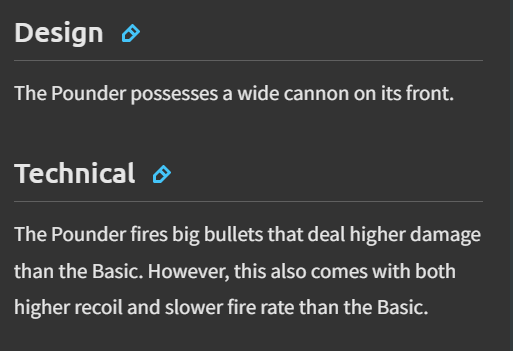 Design
The Pounder possesses a wide cannon on its front.
Technical
The Pounder fires big bullets that deal higher damage
than the Basic. However, this also comes with both
higher recoil and slower fire rate than the Basic.